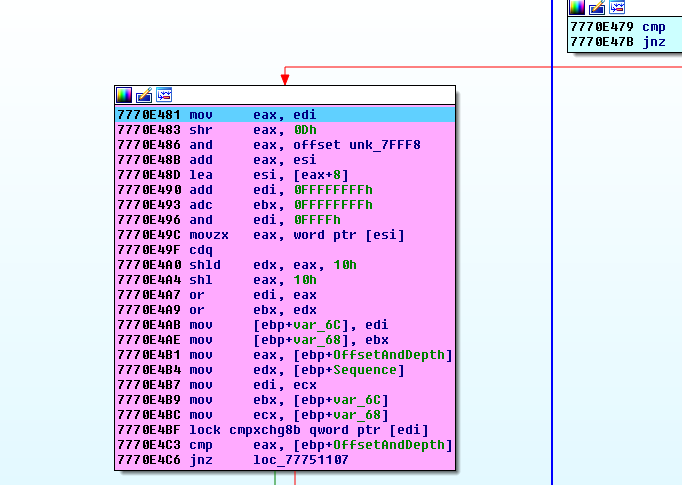 7770E479 cmp
7770E47B jnz
7770E481 mov eax, edi
7770E483 shr eax, 0Dh
7770E486 and eax, offset unk_7FFF8
7770E48B add eax, esi
7770E48D lea esi, [eax+8]
7770E490 add edi, 0FFFFFFFFh
7770E493 adc ebx, 0FFFFFFFFh
7770E496 and edi, 0FFFFh
7770E49C movzx eax, word ptr [esi]
7770E49F cdq
7770E4A0 shld edx, eax, 10h
7770E4A4 shl eax, 10h
7770E4A7 or edi, eax
7770E4A9 or ebx, edx
7770E4AB mov [ebp+var_6C], edi
7770E4AE mov [ebp+var_68], ebx
7770E4B1 mov eax, [ebp+OffsetAndDepth]
7770E4B4 mov edx, [ebp+Sequence]
7770E4B7 mov edi, ecx
7770E4B9 mov ebx, [ebp+var_6C]
7770E4BC mov ecx, [ebp+var_68]
7770E4BF lock cmpxchg8b qword ptr [edi]
7770E4C3 cmp eax, [ebp+OffsetAndDepth]
7770E4C6 jnz loc_77751107